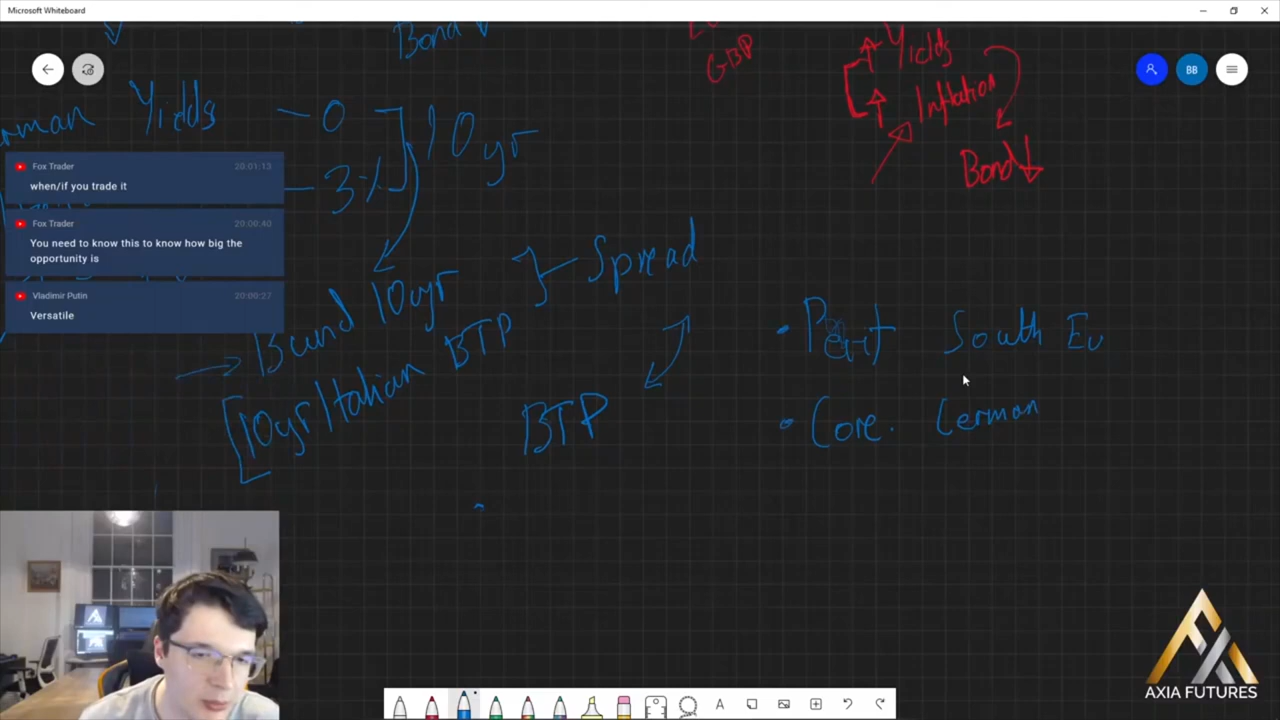 Microsoft Whiteboard
Bond
GBP
Yields
Inflation
Bond ↓
BB
rman Yields – 0
10yr
– 3%
Fox Trader 20:01:13
when/if you trade it
Fox Trader 20:00:40
You need to know this to know how big the
opportunity is
Vladimir Putin 20:00:27
Versatile
→ Bund 10yr } Spread
[10yr Italian BTP
BTP
• South Eu
• Core. German
A
AXIA FUTURES